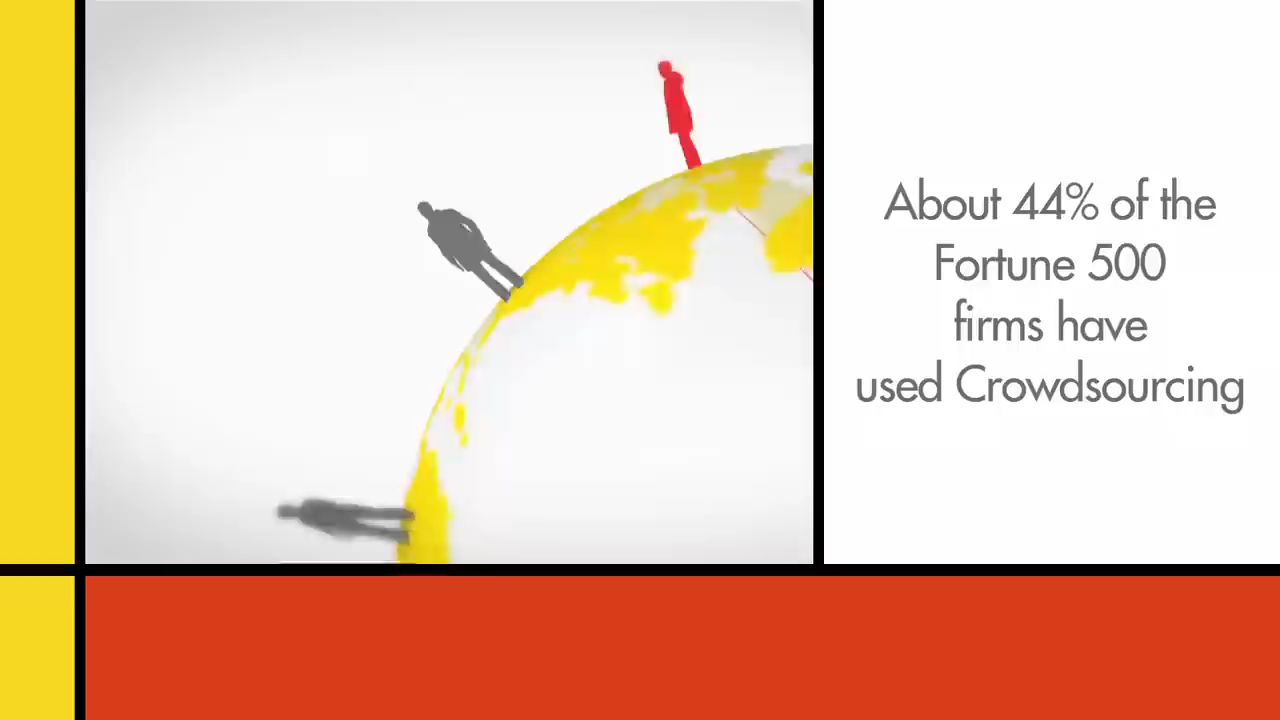 About 44% of the
Fortune 500
firms have
used Crowdsourcing